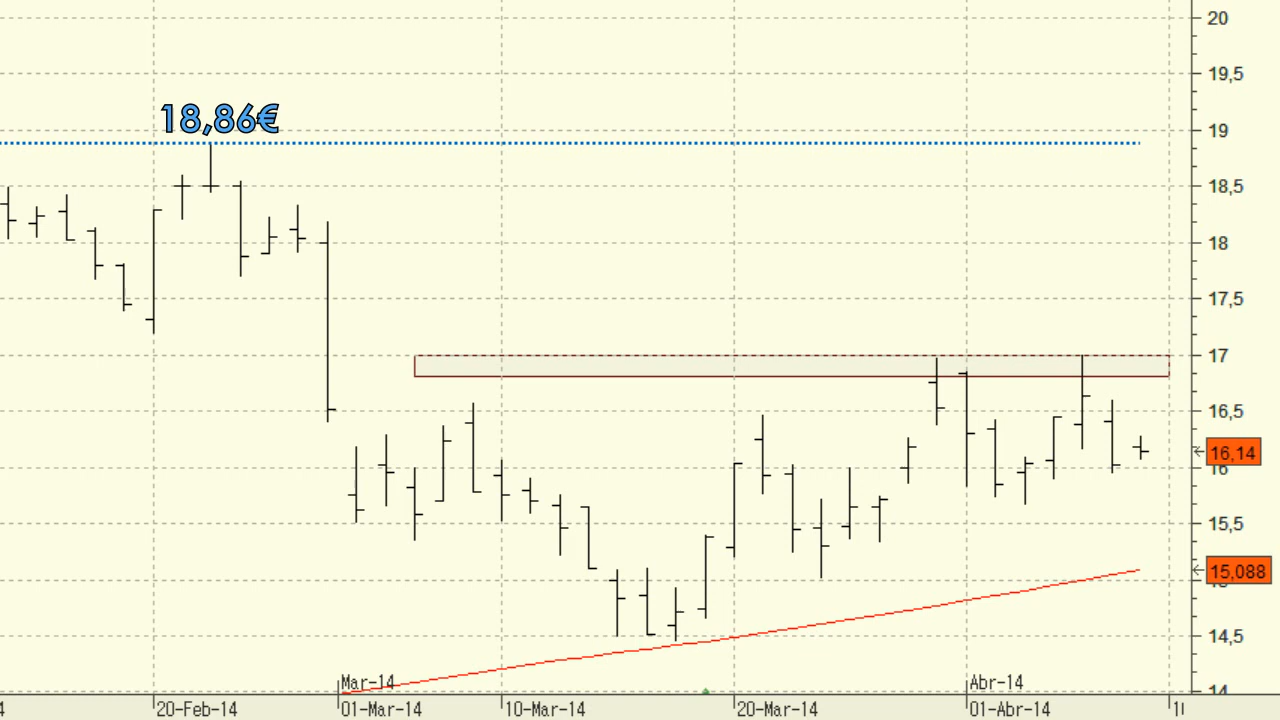 20
19,5
18,86€
19
18,5
18
17,5
17
16,5
16,14
16
15,5
15,088
14,5
14
Mar-14
Abr-14
4
20-Feb-14
01-Mar-14
10-Mar-14
20-Mar-14
01-Abr-14